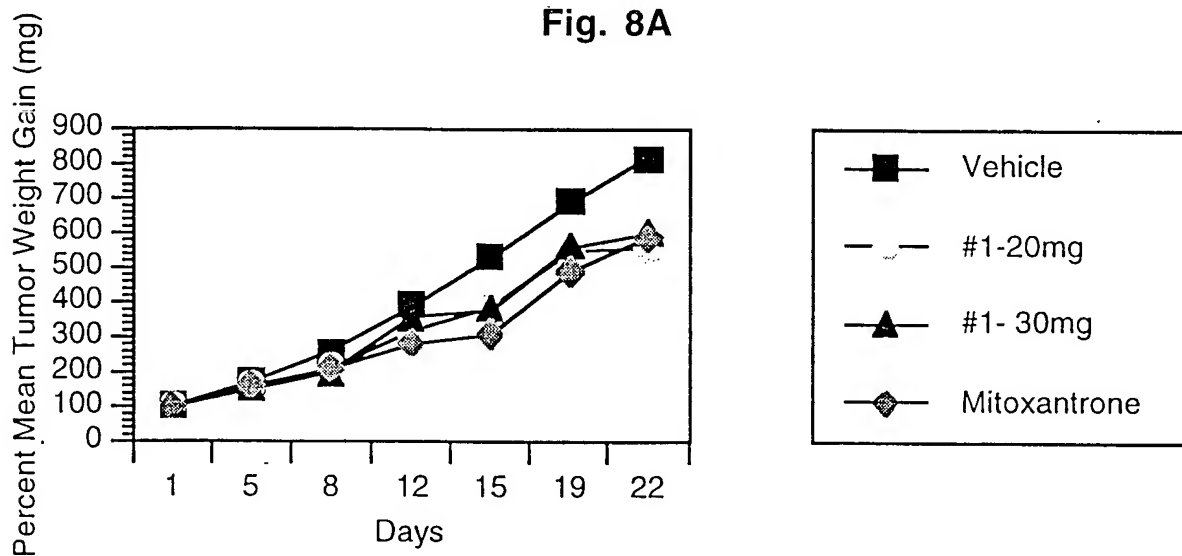 Fig. 8A
Percent Mean Tumor Weight Gain (mg)
900
800
700
600
500
400
300
200
100
0
1 5 8 12 15 19 22
Days
Vehicle
#1-20mg
#1- 30mg
Mitoxantrone